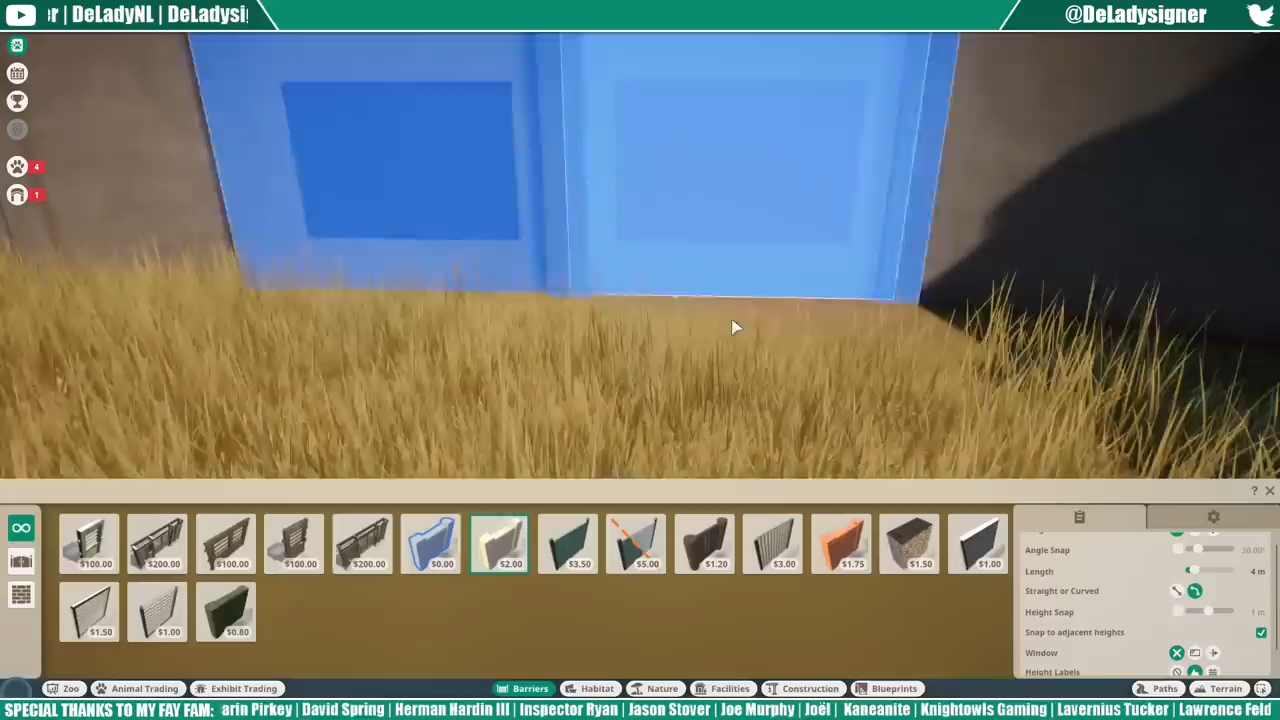 r | DeLadyNL | DeLadysi
@DeLadysigner
4
1
$100.00 $200.00 $100.00 $100.00 $200.00 $0.00 $2.00 $3.50 $5.00 $1.20 $3.00 $1.75 $1.50 $1.00
$1.50 $1.00 $0.80
? ×
Angle Snap 30.00°
Length 4 m
Straight or Curved
Height Snap 1 m
Snap to adjacent heights
Window
Height Labels
Zoo Animal Trading Exhibit Trading Barriers Habitat Nature Facilities Construction Blueprints Paths Terrain
SPECIAL THANKS TO MY FAY FAM: arin Pirkey | David Spring | Herman Hardin III | Inspector Ryan | Jason Stover | Joe Murphy | Joël | Kaneanite | Knightowls Gaming | Lavernius Tucker | Lawrence Feld